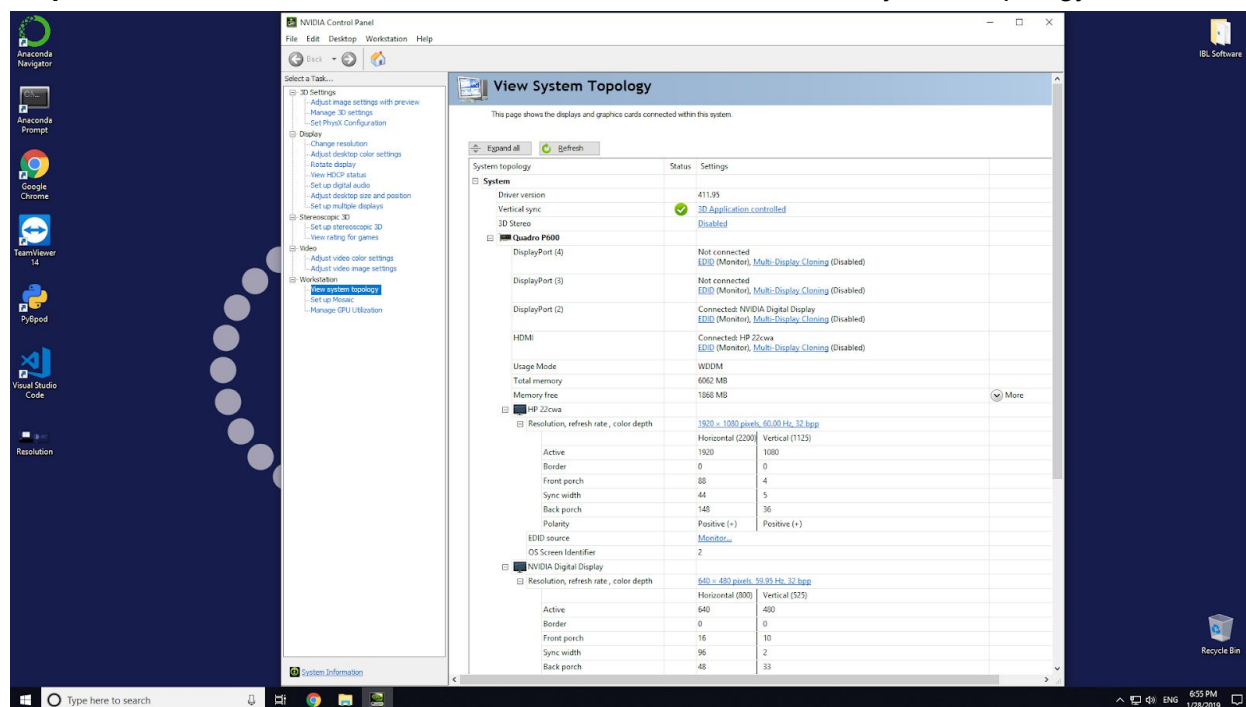 Anaconda
Navigator
Anaconda
Prompt
Google
Chrome
TeamViewer
14
PyBpod
Visual Studio
Code
Resolution
NVIDIA Control Panel
File Edit Desktop Workstation Help
Back
Select a Task...
3D Settings
Adjust image settings with preview
Manage 3D settings
Set PhysX Configuration
Display
Change resolution
Adjust desktop color settings
Rotate display
View HDCP status
Set up digital audio
Adjust desktop size and position
Set up multiple displays
Stereoscopic 3D
Set up stereoscopic 3D
View rating for games
Video
Adjust video color settings
Adjust video image settings
Workstation
View system topology
Set up Mosaic
Manage GPU Utilization
System Information
View System Topology
This page shows the displays and graphics cards connected within this system.
Expand all Refresh
System topology Status Settings
System
Driver version 411.95
Vertical sync 3D Application controlled
3D Stereo Disabled
Quadro P600
DisplayPort (4) Not connected
EDID (Monitor), Multi-Display Cloning (Disabled)
DisplayPort (3) Not connected
EDID (Monitor), Multi-Display Cloning (Disabled)
DisplayPort (2) Connected: NVIDIA Digital Display
EDID (Monitor), Multi-Display Cloning (Disabled)
HDMI Connected: HP 22cwa
EDID (Monitor), Multi-Display Cloning (Disabled)
Usage Mode WDDM
Total memory 6062 MB
Memory free 1868 MB More
HP 22cwa
Resolution, refresh rate , color depth 1920 × 1080 pixels, 60.00 Hz, 32 bpp
Horizontal (2200) Vertical (1125)
Active 1920 1080
Border 0 0
Front porch 88 4
Sync width 44 5
Back porch 148 36
Polarity Positive (+) Positive (+)
EDID source Monitor...
OS Screen Identifier 2
NVIDIA Digital Display
Resolution, refresh rate , color depth 640 × 480 pixels, 59.95 Hz, 32 bpp
Horizontal (800) Vertical (525)
Active 640 480
Border 0 0
Front porch 16 10
Sync width 96 2
Back porch 48 33
IBL Software
Recycle Bin
Type here to search
ENG
6:55 PM
1/28/2019